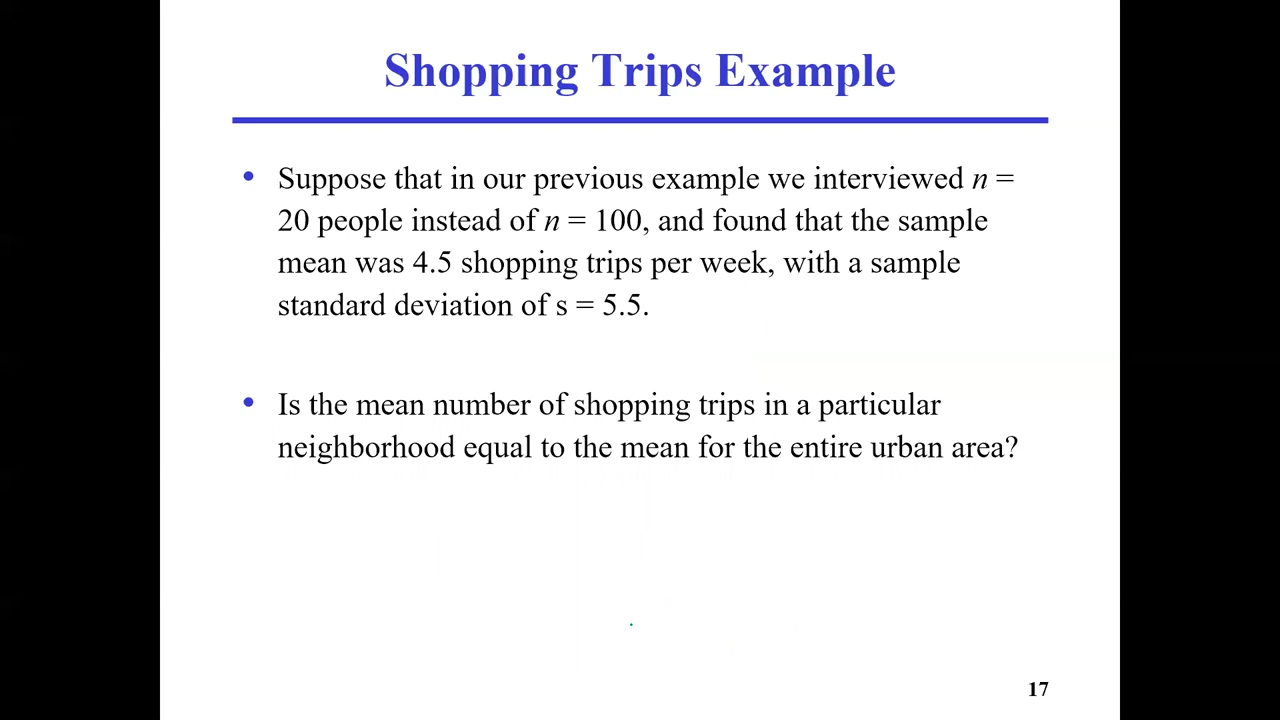 Shopping Trips Example
• Suppose that in our previous example we interviewed n =
20 people instead of n = 100, and found that the sample
mean was 4.5 shopping trips per week, with a sample
standard deviation of s = 5.5.
• Is the mean number of shopping trips in a particular
neighborhood equal to the mean for the entire urban area?
17